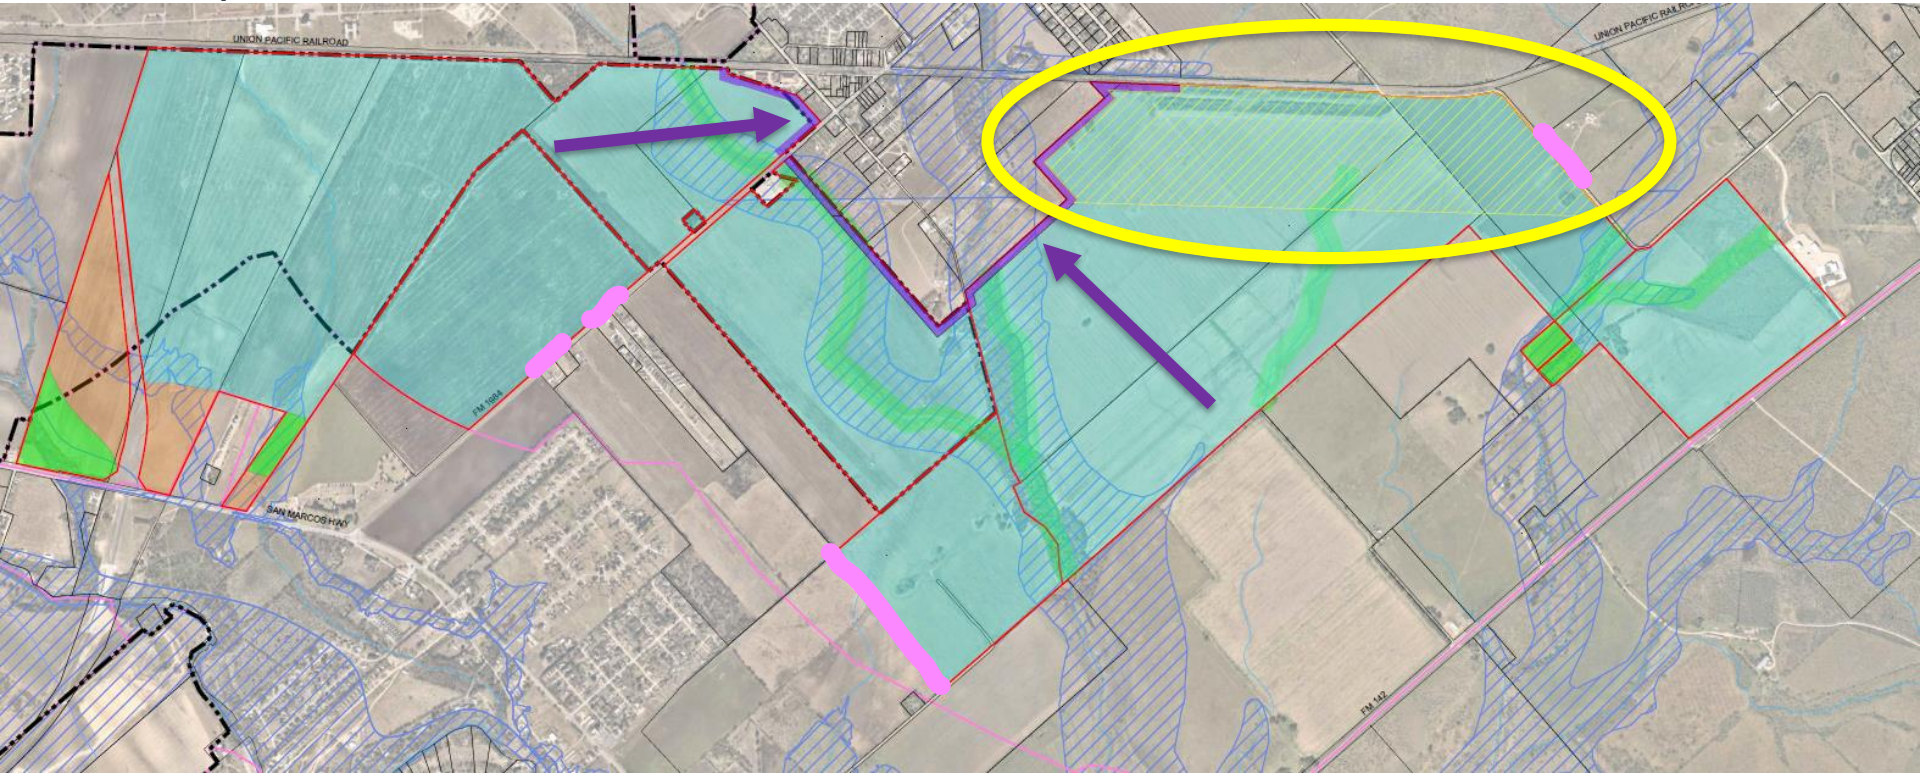 UNION PACIFIC RAILROAD
UNION PACIFIC RAILRO
FM 1984
SAN MARCOS HWY
FM 142